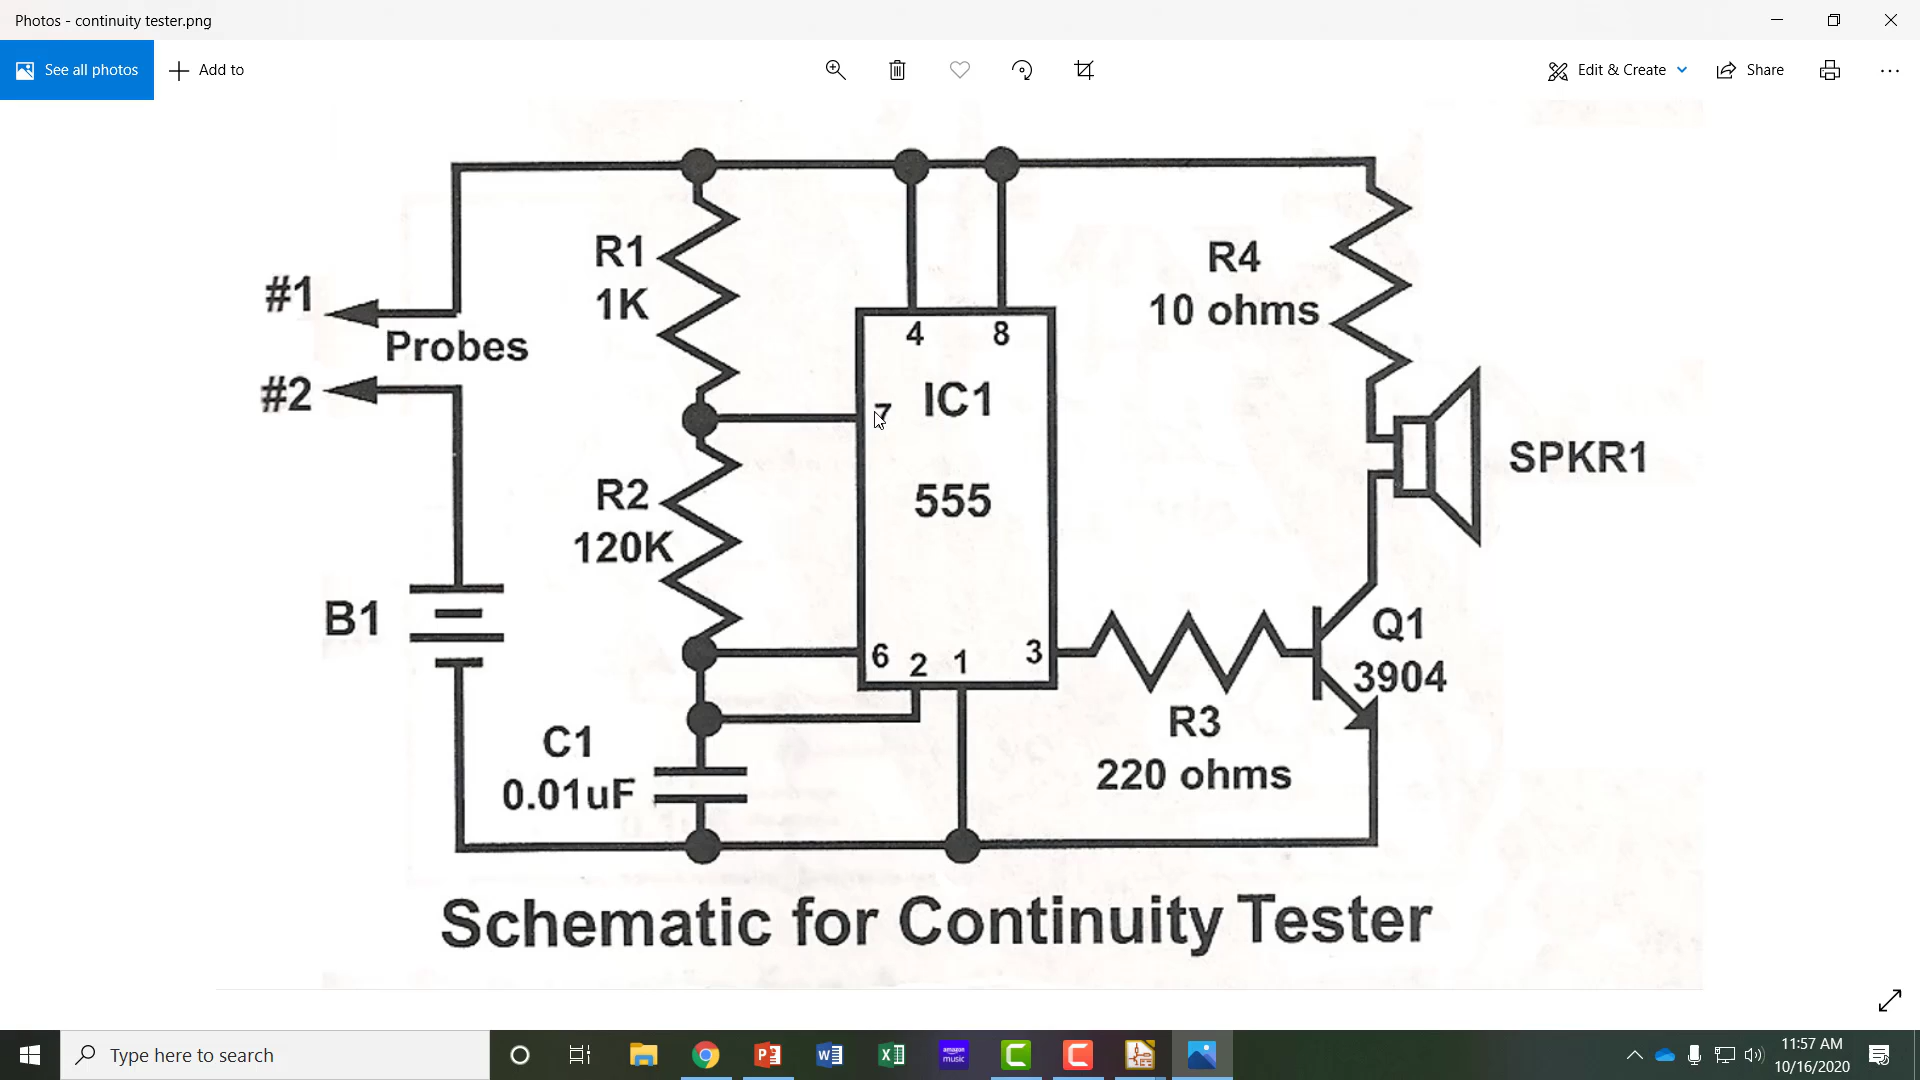 Photos - continuity tester.png
See all photos
Add to
Edit & Create
Share
#1
Probes
#2
R1
1K
R4
10 ohms
4 8
7 IC1
555
SPKR1
R2
120K
B1
6 2 1 3
Q1
3904
R3
220 ohms
C1
0.01uF
Schematic for Continuity Tester
Type here to search
amazon
music
11:57 AM
10/16/2020